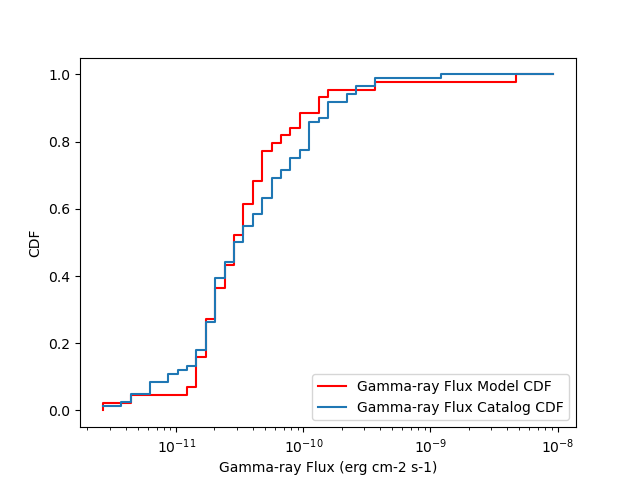 1.0
0.8
0.6
0.4
0.2
0.0
CDF
10⁻¹¹
10⁻¹⁰
10⁻⁹
10⁻⁸
Gamma-ray Flux (erg cm-2 s-1)
Gamma-ray Flux Model CDF
Gamma-ray Flux Catalog CDF